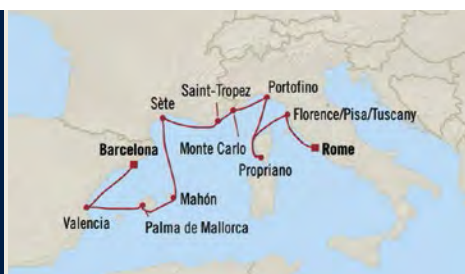 Saint-Tropez
Portofino
Sète
Florence/Pisa/Tuscany
Barcelona
Monte Carlo
Rome
Propriano
Mahón
Valencia
Palma de Mallorca